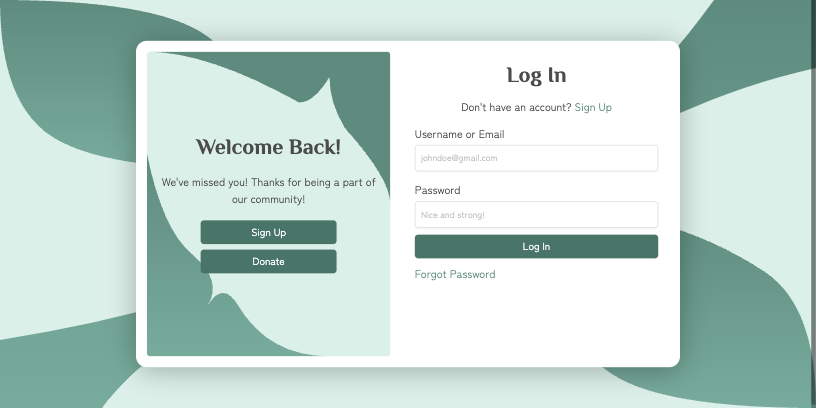 Welcome Back!
We've missed you! Thanks for being a part of
our community!
Sign Up
Donate
Log In
Don't have an account? Sign Up
Username or Email
johndoe@gmail.com
Password
Nice and strong!
Log In
Forgot Password